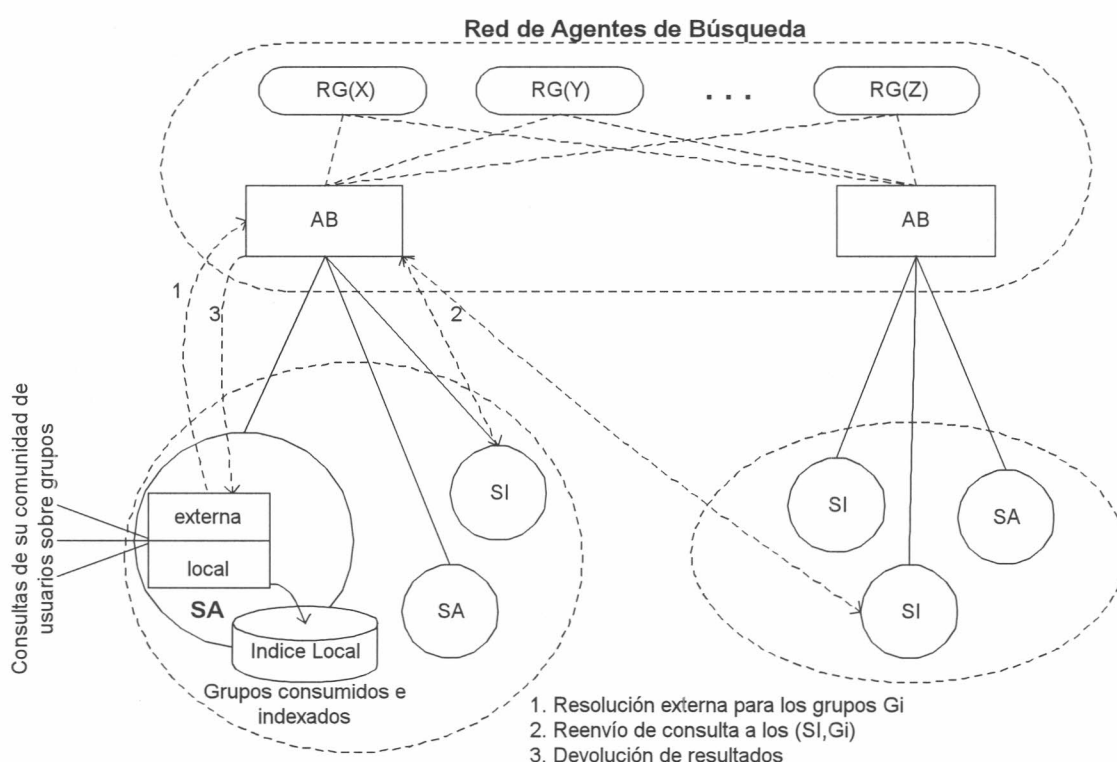 Red de Agentes de Búsqueda
RG(X)
RG(Y)
. . .
RG(Z)
AB
AB
1
3
2
Consultas de su comunidad de
usuarios sobre grupos
externa
local
SA
Indice Local
Grupos consumidos e
indexados
SI
SA
SI
SA
SI
1. Resolución externa para los grupos Gi
2. Reenvío de consulta a los (SI,Gi)
3. Devolución de resultados